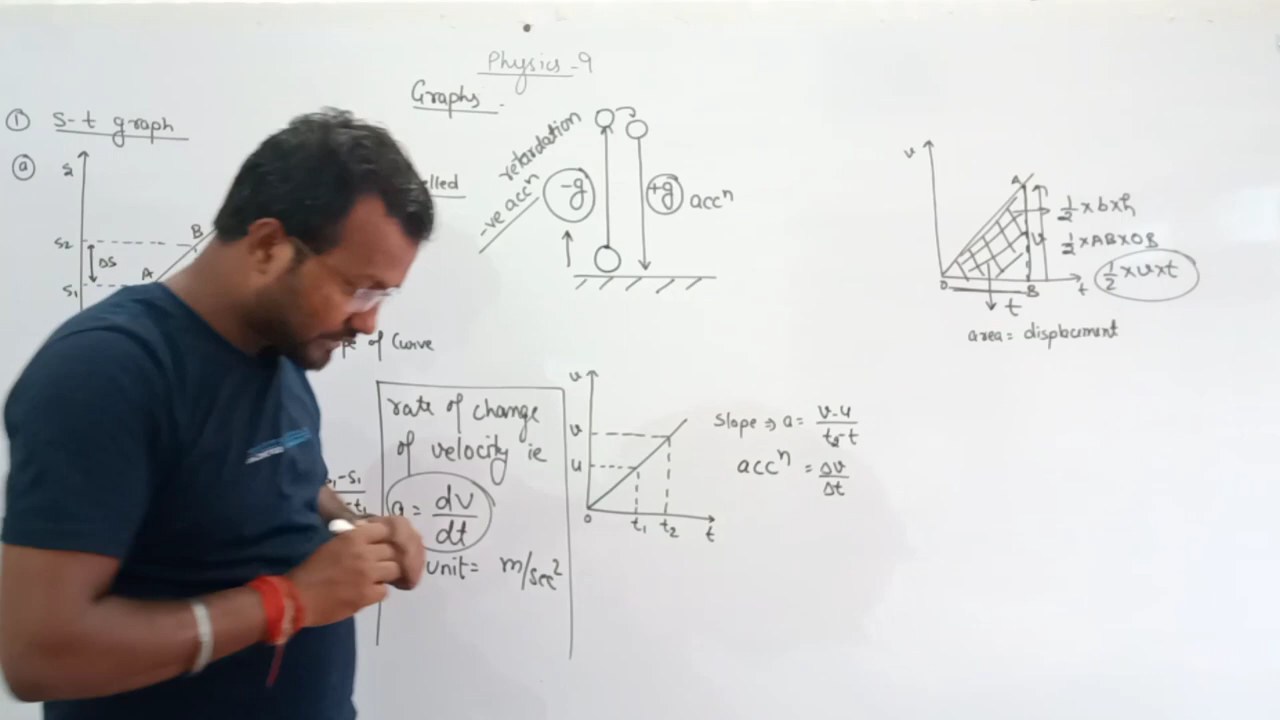 Physics-9
Graphs
① S-t graph
ⓐ
S
S2
S1
ΔS
A
B
elled
-ve accⁿ
retardation
-g
+g
accⁿ
v
A
0
B
t
t
v
1/2 x b x h
1/2 x AB x OB
1/2 x v x t
area = displacement
pe of Curve
rate of change
of velocity ie
a = dv/dt
unit = m/sec²
v
v
u
0
t1
t2
t
Slope ⇒ a = v-u/t2-t
accⁿ = Δv/Δt